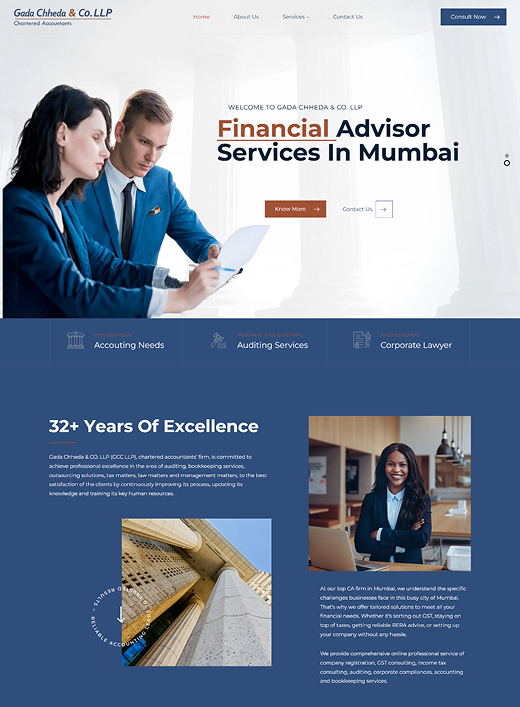 Gada Chheda & Co. LLP
Chartered Accountants
Home
About Us
Services
Contact Us
Consult Now
WELCOME TO GADA CHHEDA & CO. LLP
Financial Advisor
Services In Mumbai
Know More
Contact Us
Accouting Needs
Auditing Services
PROFESSIONAL
Corporate Lawyer
32+ Years Of Excellence
Gada Chheda & CO. LLP (GCC LLP), chartered accountants' firm, is committed to
achieve professional excellence in the area of auditing, bookkeeping services,
outsourcing solutions, tax matters, law matters and management matters, to the best
satisfaction of the clients by continuously improving its process, updating its
knowledge and training its key human resources.
RELIABLE ACCOUNTING
RESULTS
At our top CA firm in Mumbai, we understand the specific
challenges businesses face in this busy city of Mumbai.
That's why we offer tailored solutions to meet all your
financial needs. Whether it's sorting out GST, staying on
top of taxes, getting reliable RERA advice, or setting up
your company without any hassle.
We provide comprehensive online professional service of
company registration, GST consulting, income tax
consulting, auditing, corporate compliances, accounting
and bookkeeping services.